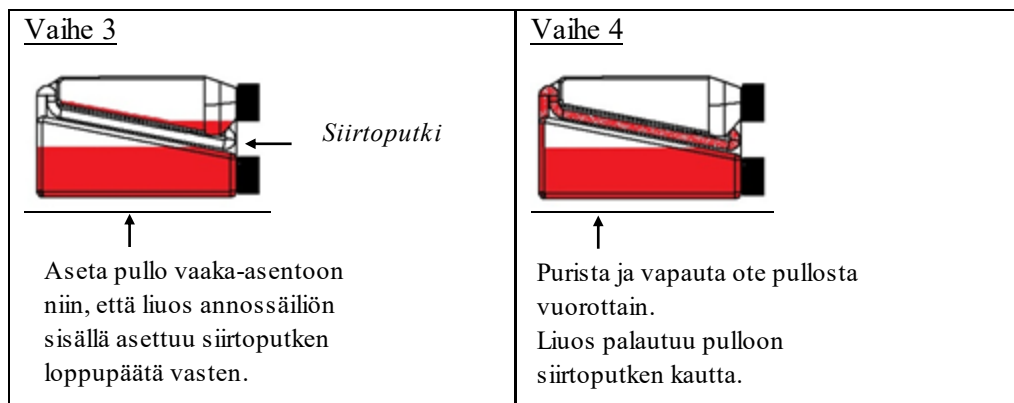 Vaihe 3
Siirtoputki
Aseta pullo vaaka-asentoon
niin, että liuos annossäiliön
sisällä asettuu siirtoputken
loppupäätä vasten.
Vaihe 4
Purista ja vapauta ote pullosta
vuorottain.
Liuos palautuu pulloon
siirtoputken kautta.